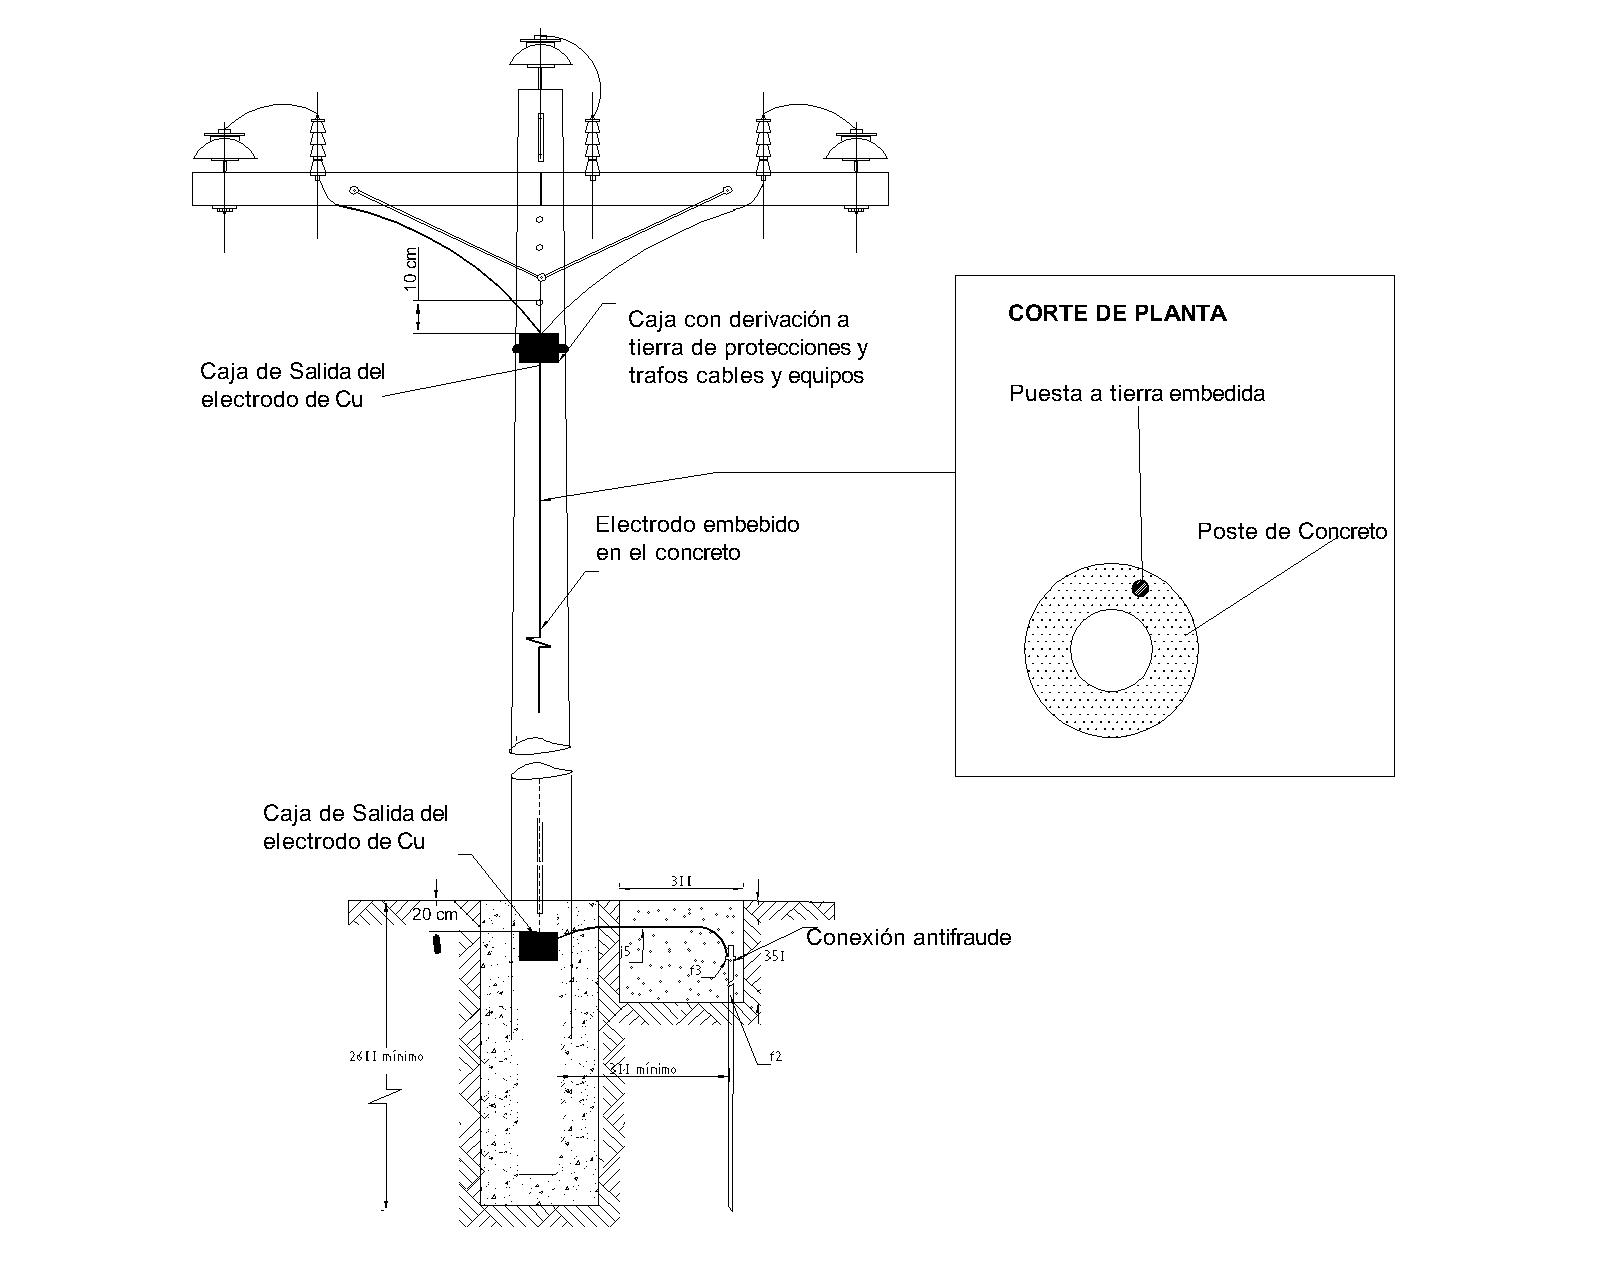 10 cm
Caja con derivación a
tierra de protecciones y
trafos cables y equipos
Caja de Salida del
electrodo de Cu
CORTE DE PLANTA
Puesta a tierra embedida
Poste de Concreto
Electrodo embebido
en el concreto
Caja de Salida del
electrodo de Cu
3II
20 cm
Conexión antifraude
j5
f3
35I
26II mínimo
f2
3II mínimo